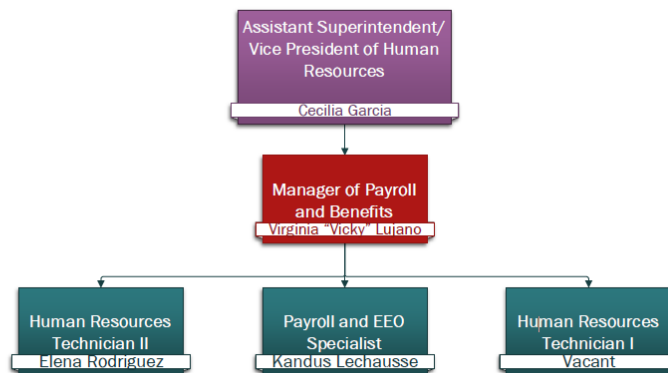 Assistant Superintendent/
Vice President of Human
Resources
Cecilia Garcia
Manager of Payroll
and Benefits
Virginia “Vicky” Lujano
Human Resources
Technician II
Elena Rodriguez
Payroll and EEO
Specialist
Kandus Lechausse
Human Resources
Technician I
Vacant